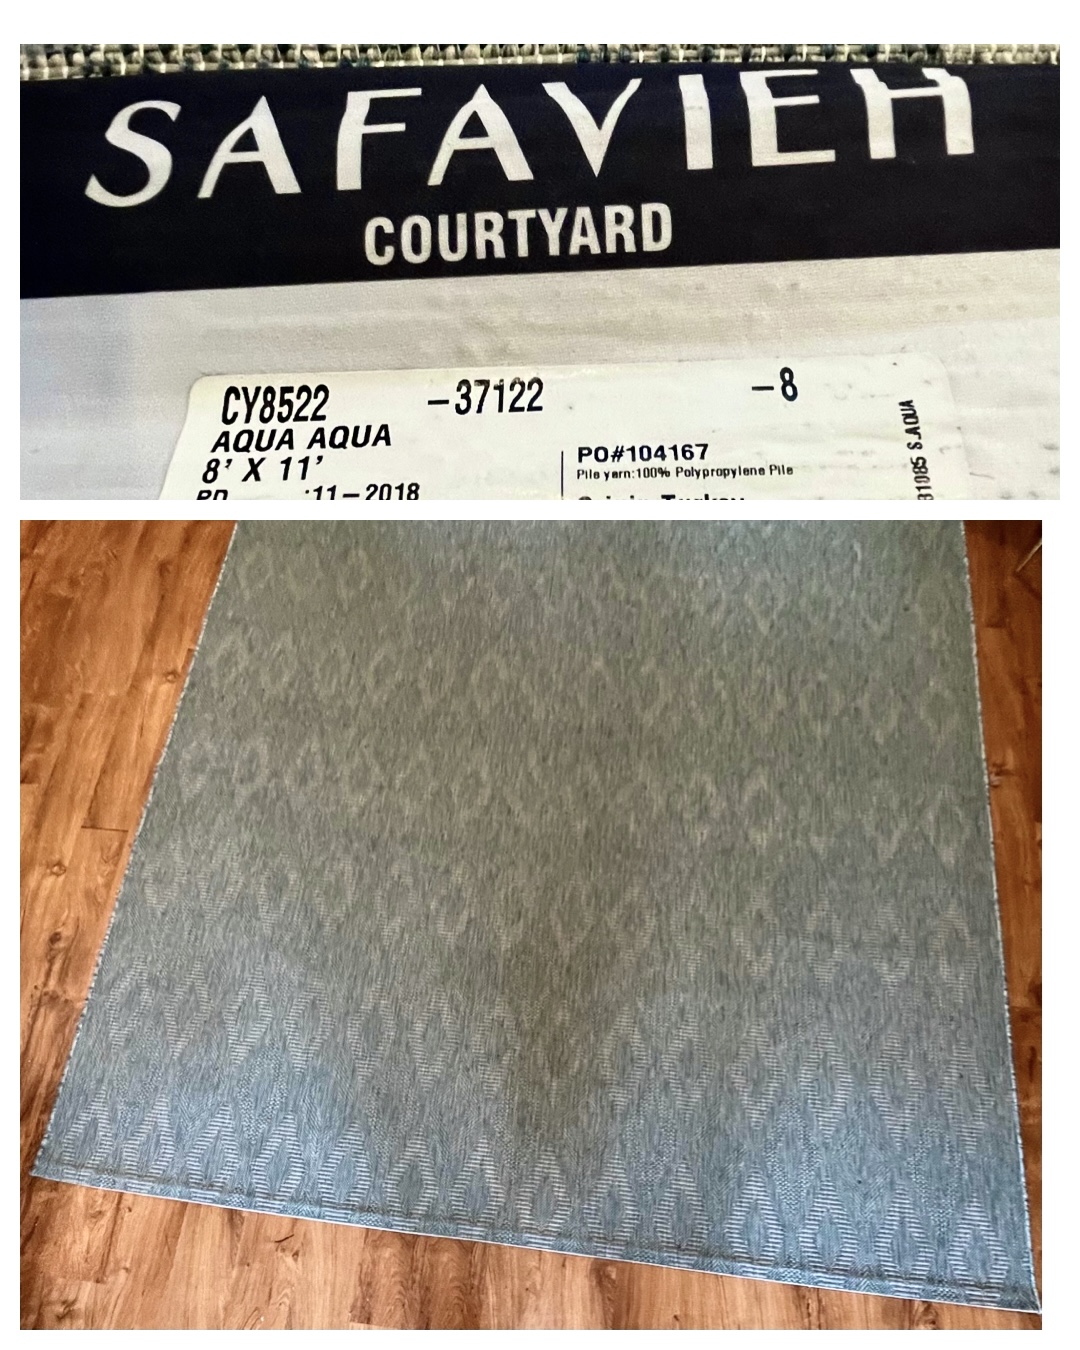 SAFAVIEH
COURTYARD
CY8522 -37122 -8
AQUA AQUA
8' X 11'
PO#104167
Pile yarn:100% Polypropylene Pile
11-2018
S.AQUA